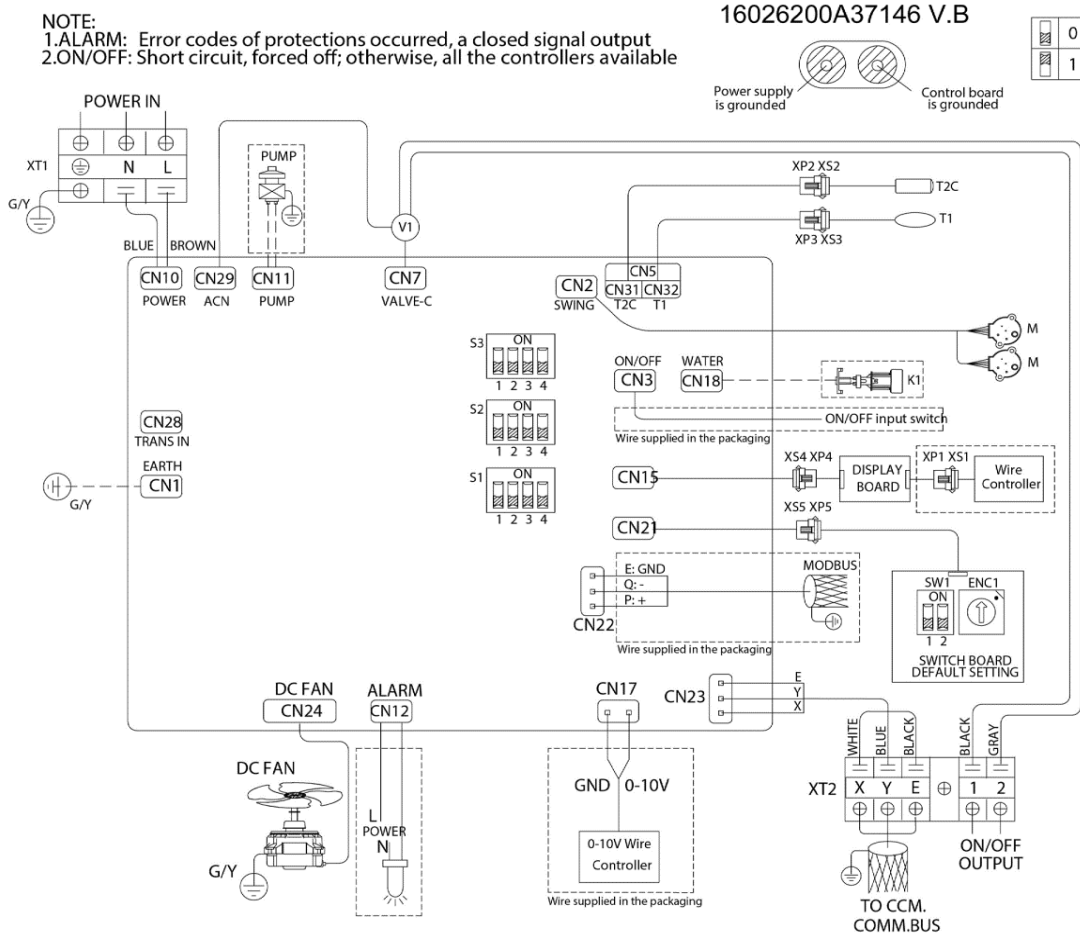 16026200A37146 V.B
NOTE:
1.ALARM: Error codes of protections occurred, a closed signal output
2.ON/OFF: Short circuit, forced off; otherwise, all the controllers available
0
1
Power supply
is grounded
Control board
is grounded
POWER IN
XT1
N
L
G/Y
BLUE
BROWN
PUMP
V1
XP2 XS2
T2C
T1
XP3 XS3
CN10
POWER
CN29
ACN
CN11
PUMP
CN7
VALVE-C
CN2
SWING
CN5
CN31
CN32
T2C
T1
M
M
S3
ON
1 2 3 4
S2
ON
1 2 3 4
S1
ON
1 2 3 4
ON/OFF
CN3
WATER
CN18
K1
ON/OFF input switch
Wire supplied in the packaging
CN28
TRANS IN
EARTH
CN1
G/Y
CN15
XS4 XP4
DISPLAY
BOARD
XP1 XS1
Wire
Controller
CN21
XS5 XP5
E: GND
Q: -
P: +
CN22
MODBUS
Wire supplied in the packaging
SW1
ENC1
ON
1 2
SWITCH BOARD
DEFAULT SETTING
DC FAN
CN24
ALARM
CN12
CN17
CN23
E
Y
X
DC FAN
G/Y
L
POWER
N
GND
0-10V
0-10V Wire
Controller
Wire supplied in the packaging
WHITE
BLUE
BLACK
BLACK
GRAY
XT2
X
Y
E
1
2
ON/OFF
OUTPUT
TO CCM.
COMM.BUS